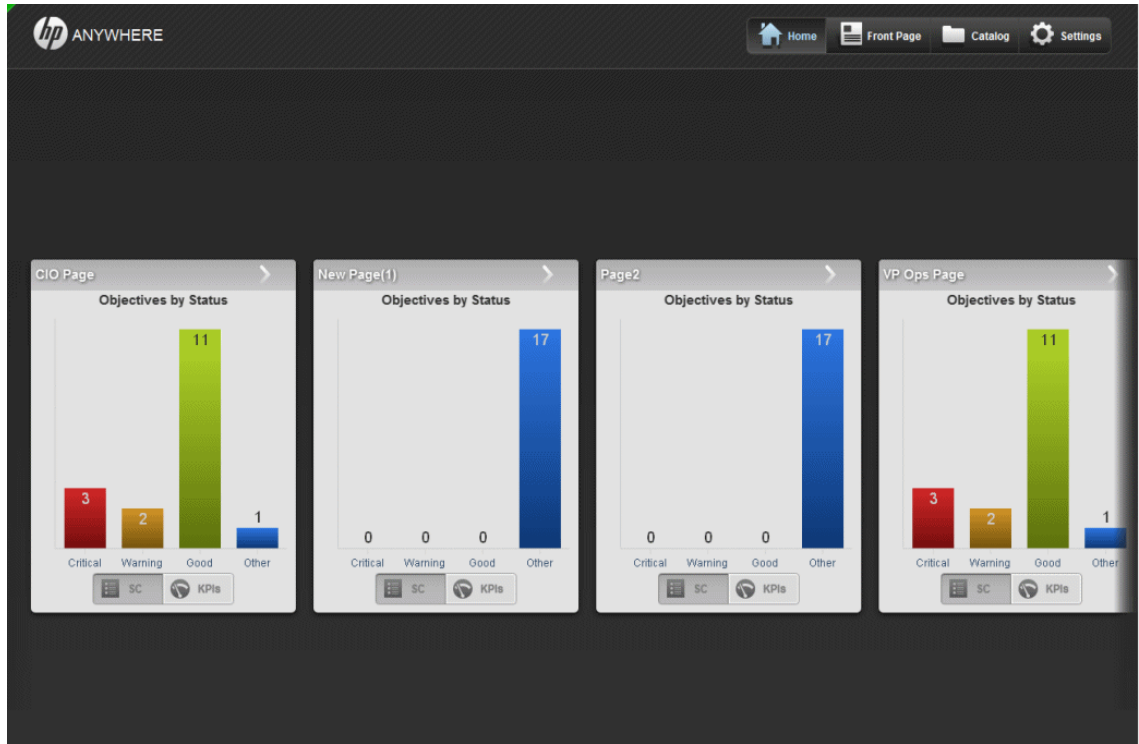 hp ANYWHERE
Home Front Page Catalog Settings
CIO Page
Objectives by Status
3 2 11 1
Critical Warning Good Other
SC KPIs
New Page(1)
Objectives by Status
0 0 0 17
Critical Warning Good Other
SC KPIs
Page2
Objectives by Status
0 0 0 17
Critical Warning Good Other
SC KPIs
VP Ops Page
Objectives by Status
3 2 11 1
Critical Warning Good Other
SC KPIs